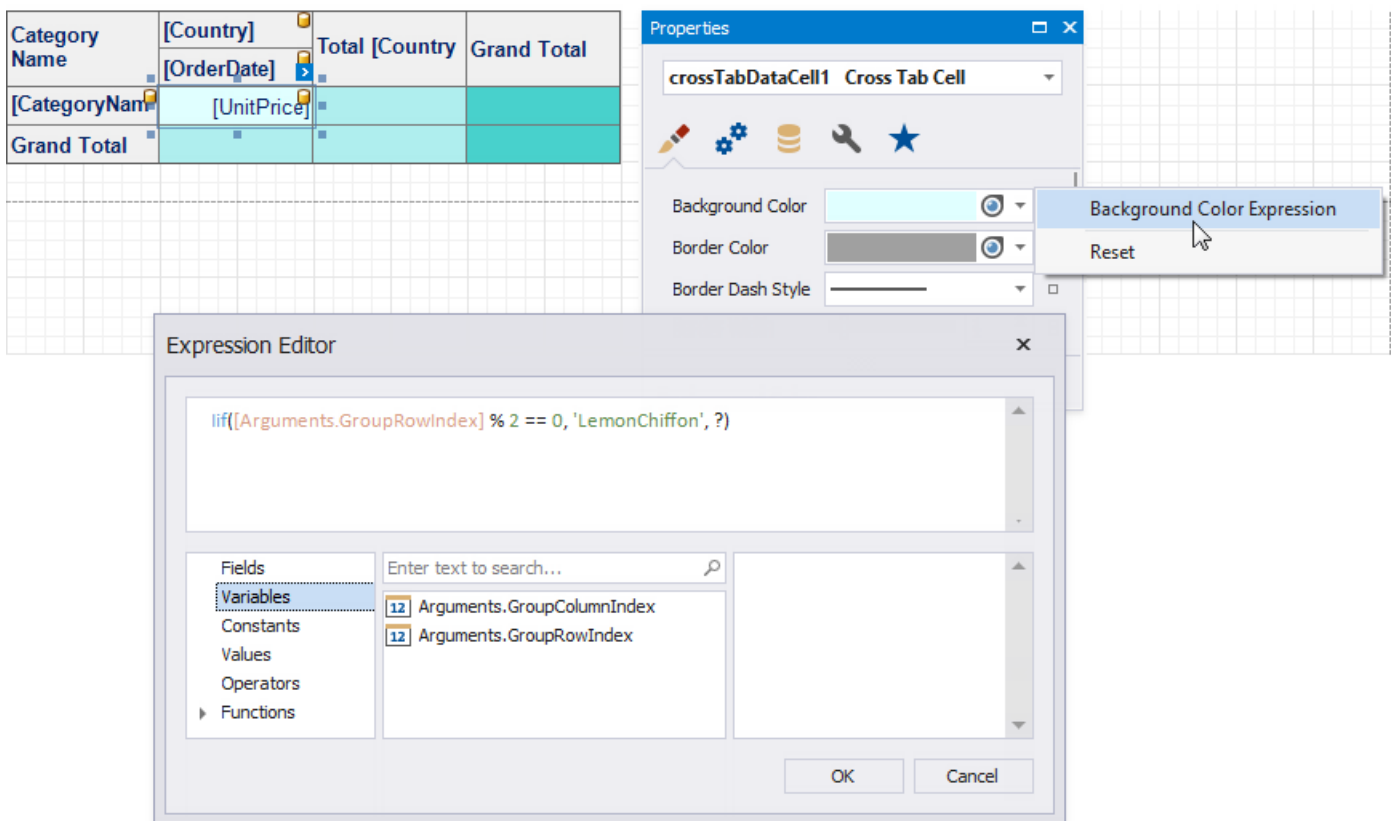 Category
Name
[Country]
[OrderDate]
Total [Country
Grand Total
[CategoryNam
[UnitPrice]
Grand Total
Properties
crossTabDataCell1 Cross Tab Cell
Background Color
Border Color
Border Dash Style
Background Color Expression
Reset
Expression Editor
Iif([Arguments.GroupRowIndex] % 2 == 0, 'LemonChiffon', ?)
Fields
Variables
Constants
Values
Operators
Functions
Enter text to search...
12 Arguments.GroupColumnIndex
12 Arguments.GroupRowIndex
OK
Cancel